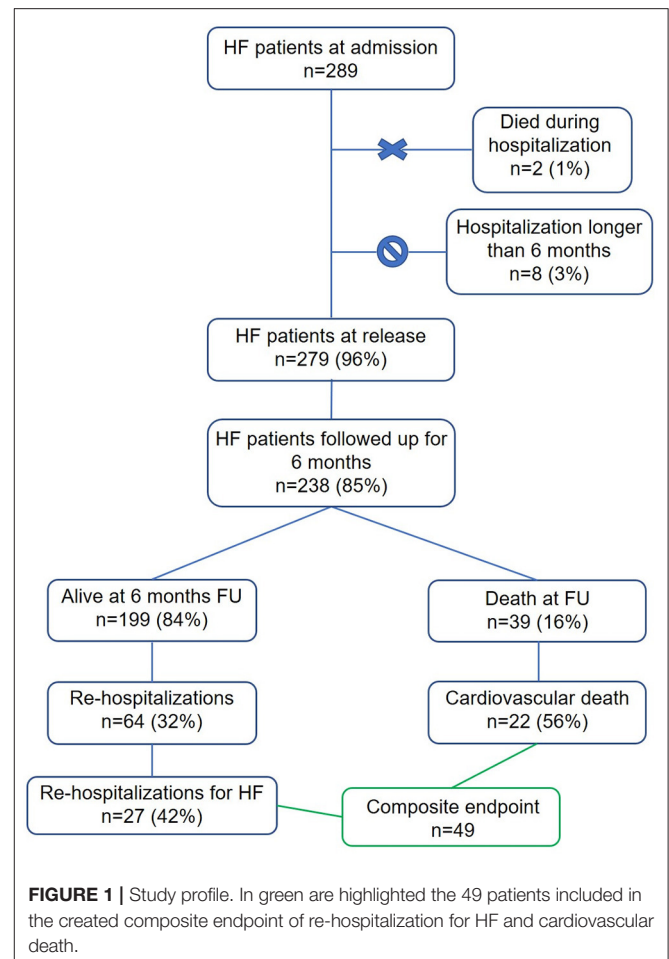 HF patients at admission
n=289
Died during
hospitalization
n=2 (1%)
Hospitalization longer
than 6 months
n=8 (3%)
HF patients at release
n=279 (96%)
HF patients followed up for
6 months
n=238 (85%)
Alive at 6 months FU
n=199 (84%)
Death at FU
n=39 (16%)
Re-hospitalizations
n=64 (32%)
Cardiovascular death
n=22 (56%)
Re-hospitalizations for HF
n=27 (42%)
Composite endpoint
n=49
FIGURE 1 | Study profile. In green are highlighted the 49 patients included in
the created composite endpoint of re-hospitalization for HF and cardiovascular
death.